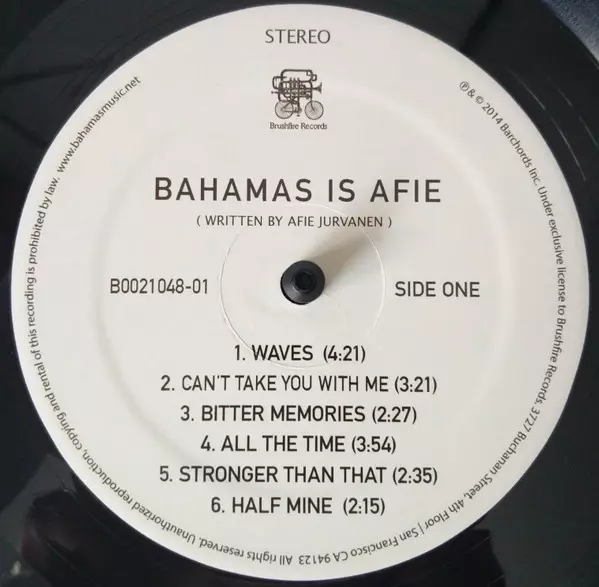 STEREO
Brushfire Records
BAHAMAS IS AFIE
( WRITTEN BY AFIE JURVANEN )
B0021048-01
SIDE ONE
1. WAVES (4:21)
2. CAN'T TAKE YOU WITH ME (3:21)
3. BITTER MEMORIES (2:27)
4. ALL THE TIME (3:54)
5. STRONGER THAN THAT (2:35)
6. HALF MINE (2:15)
℗ & © 2014 Barchords Inc. Under exclusive license to Brushfire Records, 3727 Buchanan Street, 4th Floor | San Francisco CA 94123 All rights reserved. Unauthorized reproduction, copying and rental of this recording is prohibited by law. www.bahamasmusic.net